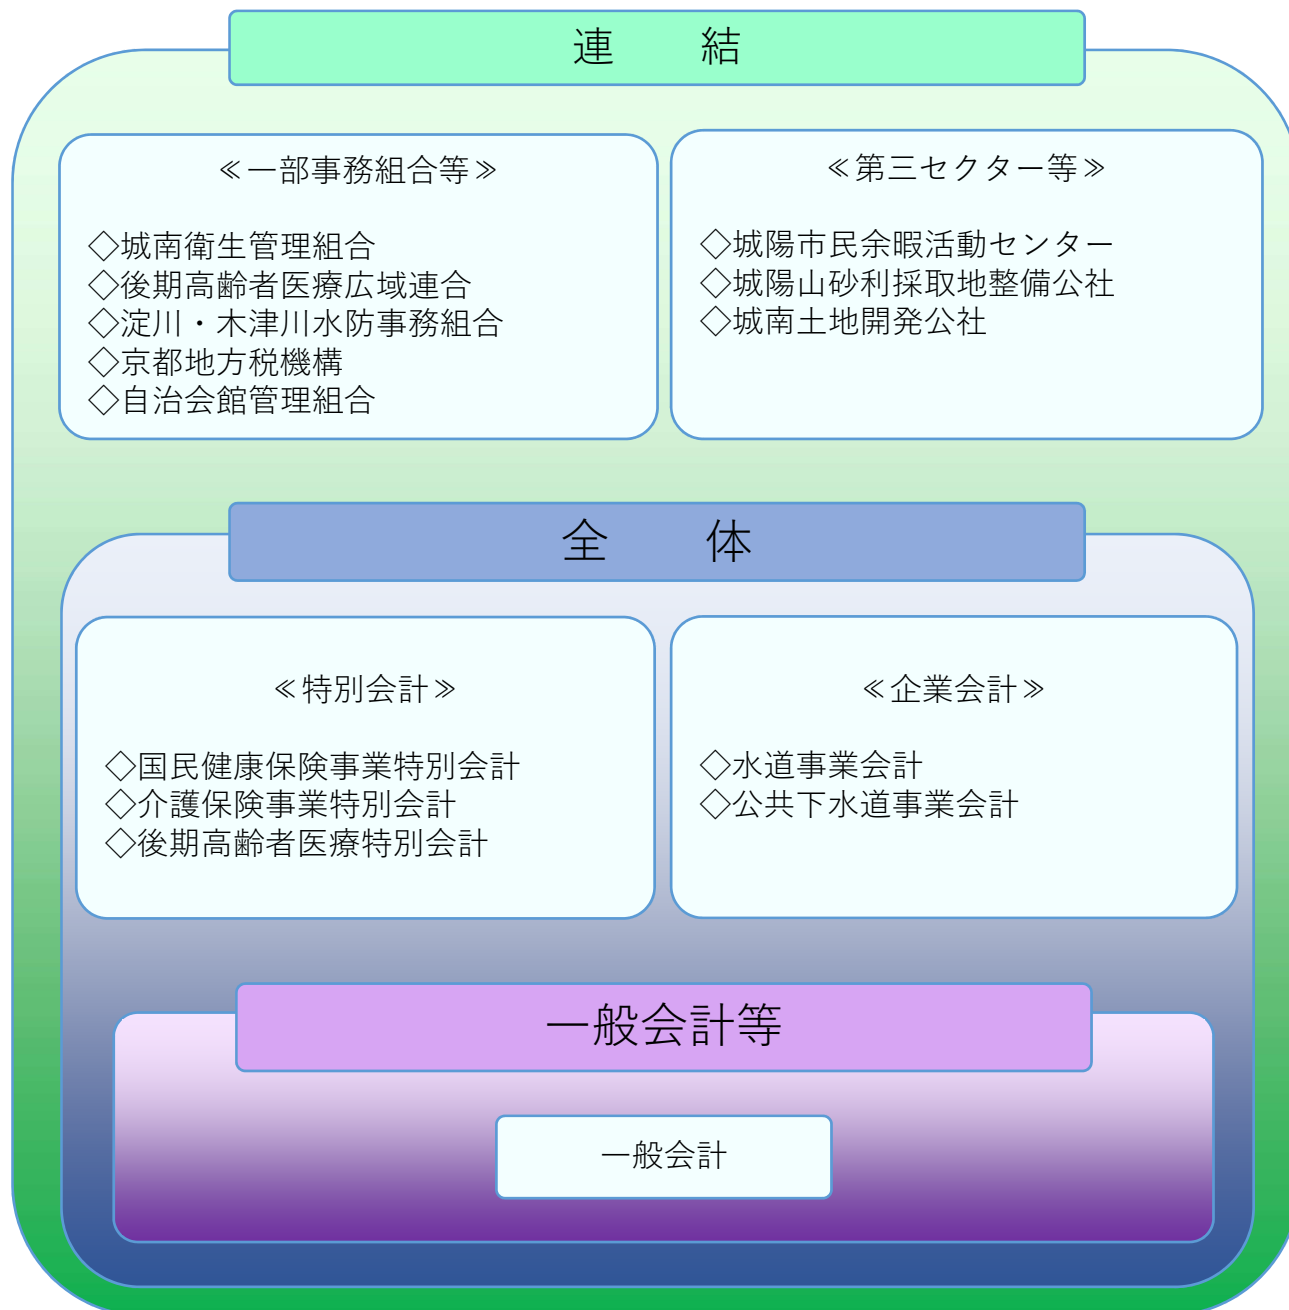 連　結
≪一部事務組合等≫
◇城南衛生管理組合
◇後期高齢者医療広域連合
◇淀川・木津川水防事務組合
◇京都地方税機構
◇自治会館管理組合
≪第三セクター等≫
◇城陽市民余暇活動センター
◇城陽山砂利採取地整備公社
◇城南土地開発公社
全　体
≪特別会計≫
◇国民健康保険事業特別会計
◇介護保険事業特別会計
◇後期高齢者医療特別会計
≪企業会計≫
◇水道事業会計
◇公共下水道事業会計
一般会計等
一般会計